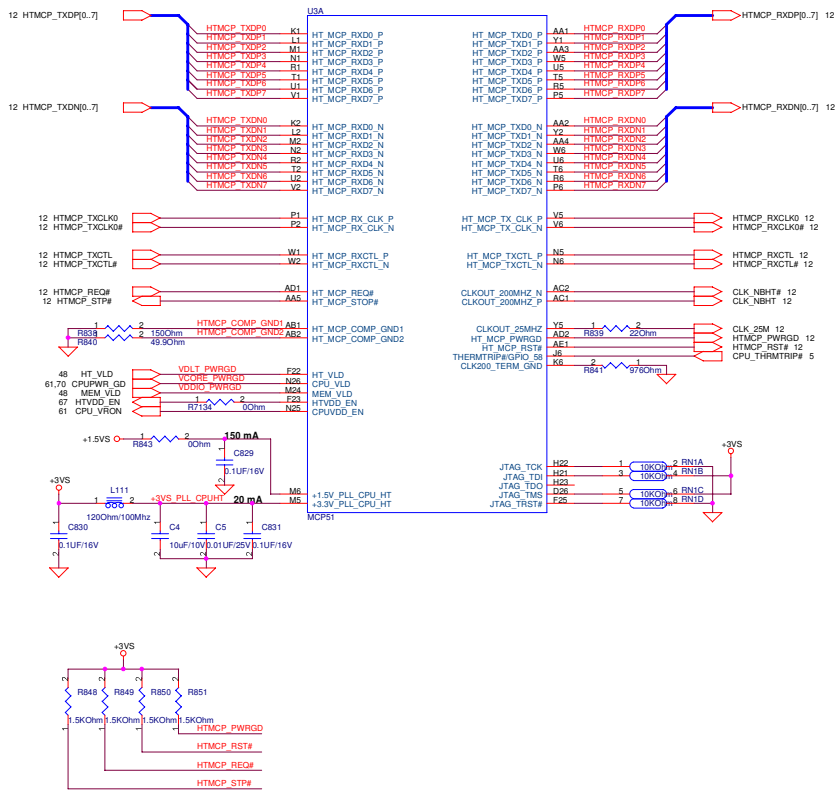 U3A
12 HTMCP_TXDP[0..7]
HTMCP_TXDP0 K1 HT_MCP_RXD0_P
HTMCP_TXDP1 L1 HT_MCP_RXD1_P
HTMCP_TXDP2 M1 HT_MCP_RXD2_P
HTMCP_TXDP3 N1 HT_MCP_RXD3_P
HTMCP_TXDP4 R1 HT_MCP_RXD4_P
HTMCP_TXDP5 T1 HT_MCP_RXD5_P
HTMCP_TXDP6 U1 HT_MCP_RXD6_P
HTMCP_TXDP7 V1 HT_MCP_RXD7_P
12 HTMCP_TXDN[0..7]
HTMCP_TXDN0 K2 HT_MCP_RXD0_N
HTMCP_TXDN1 L2 HT_MCP_RXD1_N
HTMCP_TXDN2 M2 HT_MCP_RXD2_N
HTMCP_TXDN3 N2 HT_MCP_RXD3_N
HTMCP_TXDN4 R2 HT_MCP_RXD4_N
HTMCP_TXDN5 T2 HT_MCP_RXD5_N
HTMCP_TXDN6 U2 HT_MCP_RXD6_N
HTMCP_TXDN7 V2 HT_MCP_RXD7_N
12 HTMCP_TXCLK0 P1 HT_MCP_RX_CLK_P
12 HTMCP_TXCLK0# P2 HT_MCP_RX_CLK_N
12 HTMCP_TXCTL W1 HT_MCP_RXCTL_P
12 HTMCP_TXCTL# W2 HT_MCP_RXCTL_N
12 HTMCP_REQ# AD1 HT_MCP_REQ#
12 HTMCP_STP# AA5 HT_MCP_STOP#
R838 1 2 150Ohm HTMCP_COMP_GND1 AB1 HT_MCP_COMP_GND1
R840 1 2 49.9Ohm HTMCP_COMP_GND2 AB2 HT_MCP_COMP_GND2
48 HT_VLD VDLT_PWRGD F22 HT_VLD
61,70 CPUPWR_GD VCORE_PWRGD N26 CPU_VLD
48 MEM_VLD VDDIO_PWRGD M24 MEM_VLD
67 HTVDD_EN 1 2 F23 HTVDD_EN
61 CPU_VRON R7134 0Ohm N25 CPUVDD_EN
+1.5VS 1 2 150 mA
R843 0Ohm
C829
0.1UF/16V
+3VS
L111
1 2 +3VS_PLL_CPUHT 20 mA
120Ohm/100Mhz
M6 +1.5V_PLL_CPU_HT
M5 +3.3V_PLL_CPU_HT
MCP51
C830 C4 C5 C831
0.1UF/16V 10uF/10V 0.01UF/25V 0.1UF/16V
HT_MCP_TXD0_P AA1 HTMCP_RXDP0
HTMCP_RXDP[0..7] 12
HT_MCP_TXD1_P Y1 HTMCP_RXDP1
HT_MCP_TXD2_P AA3 HTMCP_RXDP2
HT_MCP_TXD3_P W5 HTMCP_RXDP3
HT_MCP_TXD4_P U5 HTMCP_RXDP4
HT_MCP_TXD5_P T5 HTMCP_RXDP5
HT_MCP_TXD6_P R5 HTMCP_RXDP6
HT_MCP_TXD7_P P5 HTMCP_RXDP7
HTMCP_RXDN[0..7] 12
HT_MCP_TXD0_N AA2 HTMCP_RXDN0
HT_MCP_TXD1_N Y2 HTMCP_RXDN1
HT_MCP_TXD2_N AA4 HTMCP_RXDN2
HT_MCP_TXD3_N W6 HTMCP_RXDN3
HT_MCP_TXD4_N U6 HTMCP_RXDN4
HT_MCP_TXD5_N T6 HTMCP_RXDN5
HT_MCP_TXD6_N R6 HTMCP_RXDN6
HT_MCP_TXD7_N P6 HTMCP_RXDN7
HT_MCP_TX_CLK_P V5 HTMCP_RXCLK0 12
HT_MCP_TX_CLK_N V6 HTMCP_RXCLK0# 12
HT_MCP_TXCTL_P N5 HTMCP_RXCTL 12
HT_MCP_TXCTL_N N6 HTMCP_RXCTL# 12
CLKOUT_200MHZ_N AC2 CLK_NBHT# 12
CLKOUT_200MHZ_P AC1 CLK_NBHT 12
CLKOUT_25MHZ Y5 R839 1 2 22Ohm CLK_25M 12
HT_MCP_PWRGD AD2 HTMCP_PWRGD 12
HT_MCP_RST# AE1 HTMCP_RST# 12
THERMTRIP#/GPIO_58 J6 CPU_THRMTRIP# 5
CLK200_TERM_GND K6 1 2
R841 976Ohm
+3VS
JTAG_TCK H22 1 10KOhm 2 RN1A
JTAG_TDI H21 3 10KOhm 4 RN1B
JTAG_TDO H23
JTAG_TMS D26 5 10KOhm 6 RN1C
JTAG_TRST# F25 7 10KOhm 8 RN1D
+3VS
2 2 2 2
R848 R849 R850 R851
1.5KOhm 1.5KOhm 1.5KOhm 1.5KOhm
1 1 1 1
HTMCP_PWRGD
HTMCP_RST#
HTMCP_REQ#
HTMCP_STP#